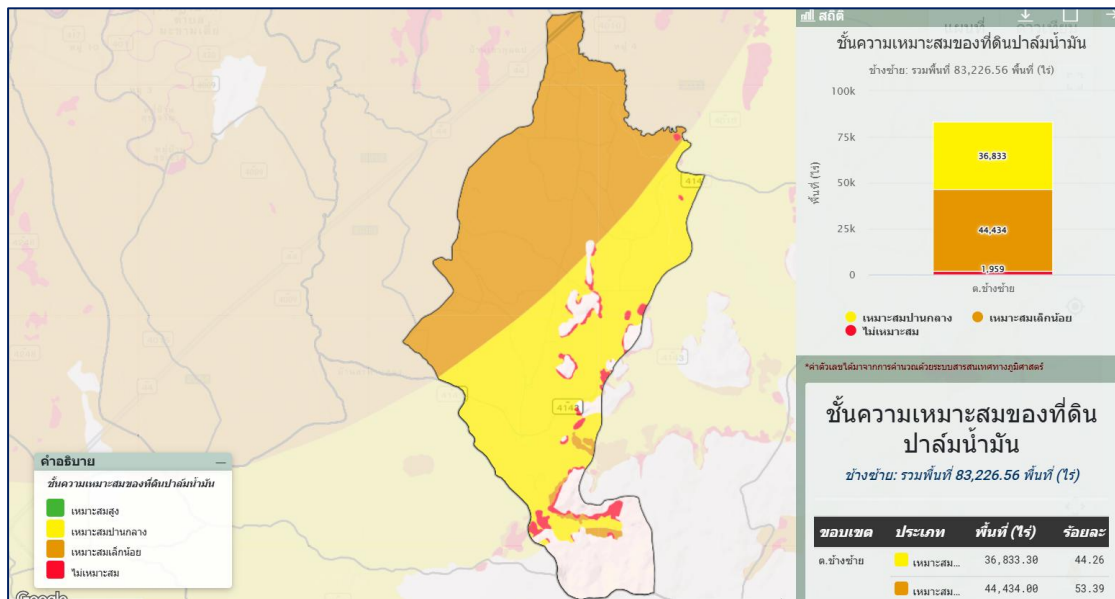 สถิติ
ชั้นความเหมาะสมของที่ดินปาล์มน้ำมัน
ช้างซ้าย: รวมพื้นที่ 83,226.56 พื้นที่ (ไร่)
100k
75k
50k
25k
0
พื้นที่ (ไร่)
36,833
44,434
1,959
ต.ช้างซ้าย
เหมาะสมปานกลาง
เหมาะสมเล็กน้อย
ไม่เหมาะสม
*ค่าตัวเลขได้มาจากการคำนวณด้วยระบบสารสนเทศทางภูมิศาสตร์
ชั้นความเหมาะสมของที่ดิน
ปาล์มน้ำมัน
ช้างซ้าย: รวมพื้นที่ 83,226.56 พื้นที่ (ไร่)
ขอบเขต ประเภท พื้นที่ (ไร่) ร้อยละ
ต.ช้างซ้าย เหมาะสม... 36,833.30 44.26
เหมาะสม... 44,434.00 53.39
คำอธิบาย
ชั้นความเหมาะสมของที่ดินปาล์มน้ำมัน
เหมาะสมสูง
เหมาะสมปานกลาง
เหมาะสมเล็กน้อย
ไม่เหมาะสม
4142
Google